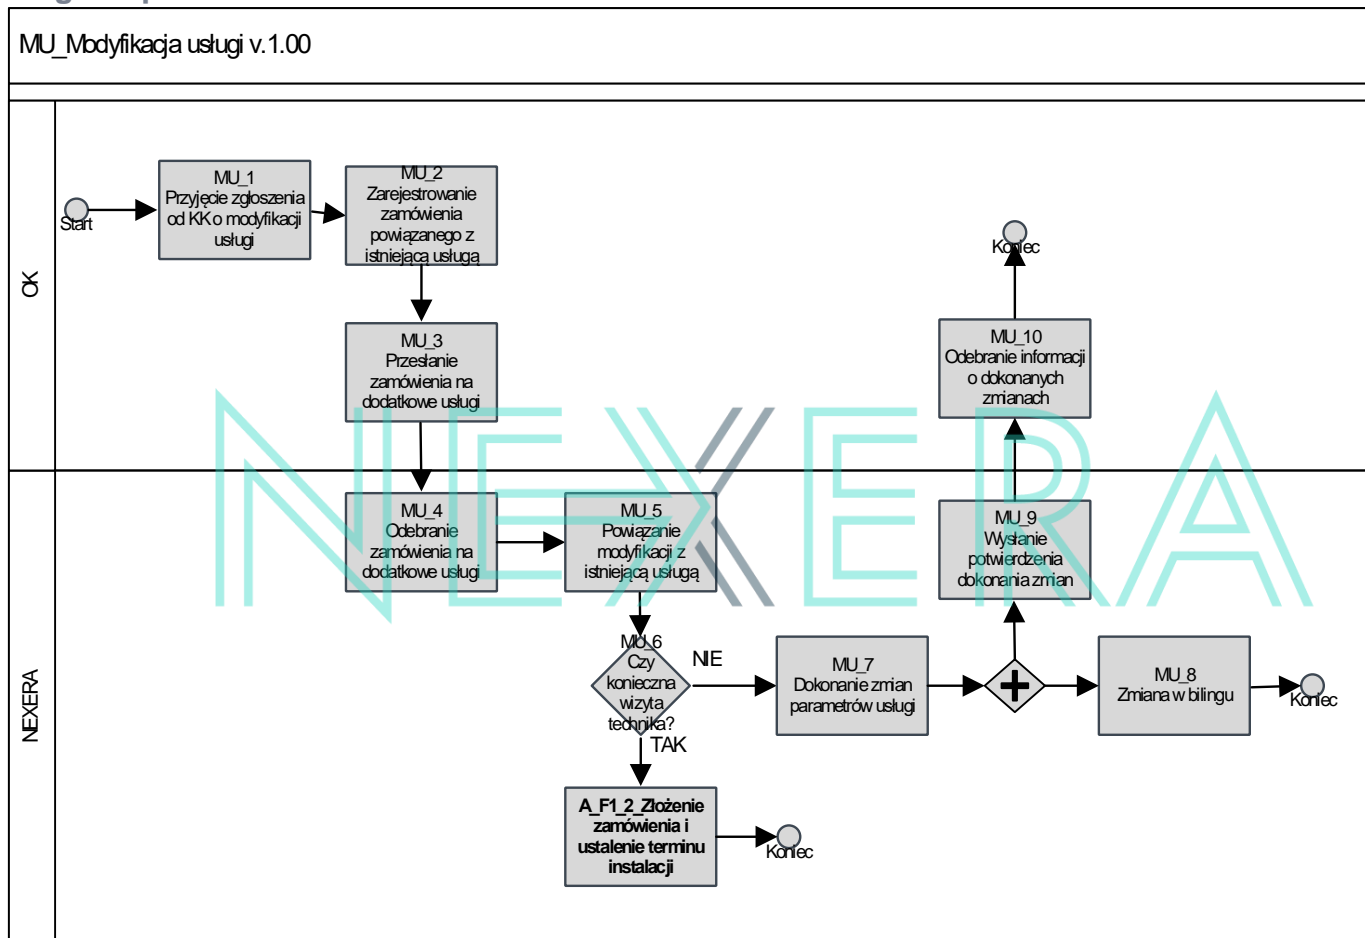 MU_Modyfikacja usługi v.1.00
OK
Start
MU_1
Przyjęcie zgłoszenia
od KK o modyfikacji
usługi
MU_2
Zarejestrowanie
zamówienia
powiązanego z
istniejącą usługą
MU_3
Przesłanie
zamówienia na
dodatkowe usługi
Koniec
MU_10
Odebranie informacji
o dokonanych
zmianach
NEXERA
NEXERA
MU_4
Odebranie
zamówienia na
dodatkowe usługi
MU_5
Powiązanie
modyfikacji z
istniejącą usługą
MU_9
Wysłanie
potwierdzenia
dokonania zmian
MU_6
Czy
konieczna
wizyta
technika?
NIE
TAK
MU_7
Dokonanie zmian
parametrów usługi
MU_8
Zmiana w bilingu
Koniec
A_F1_2_Złożenie
zamówienia i
ustalenie terminu
instalacji
Koniec